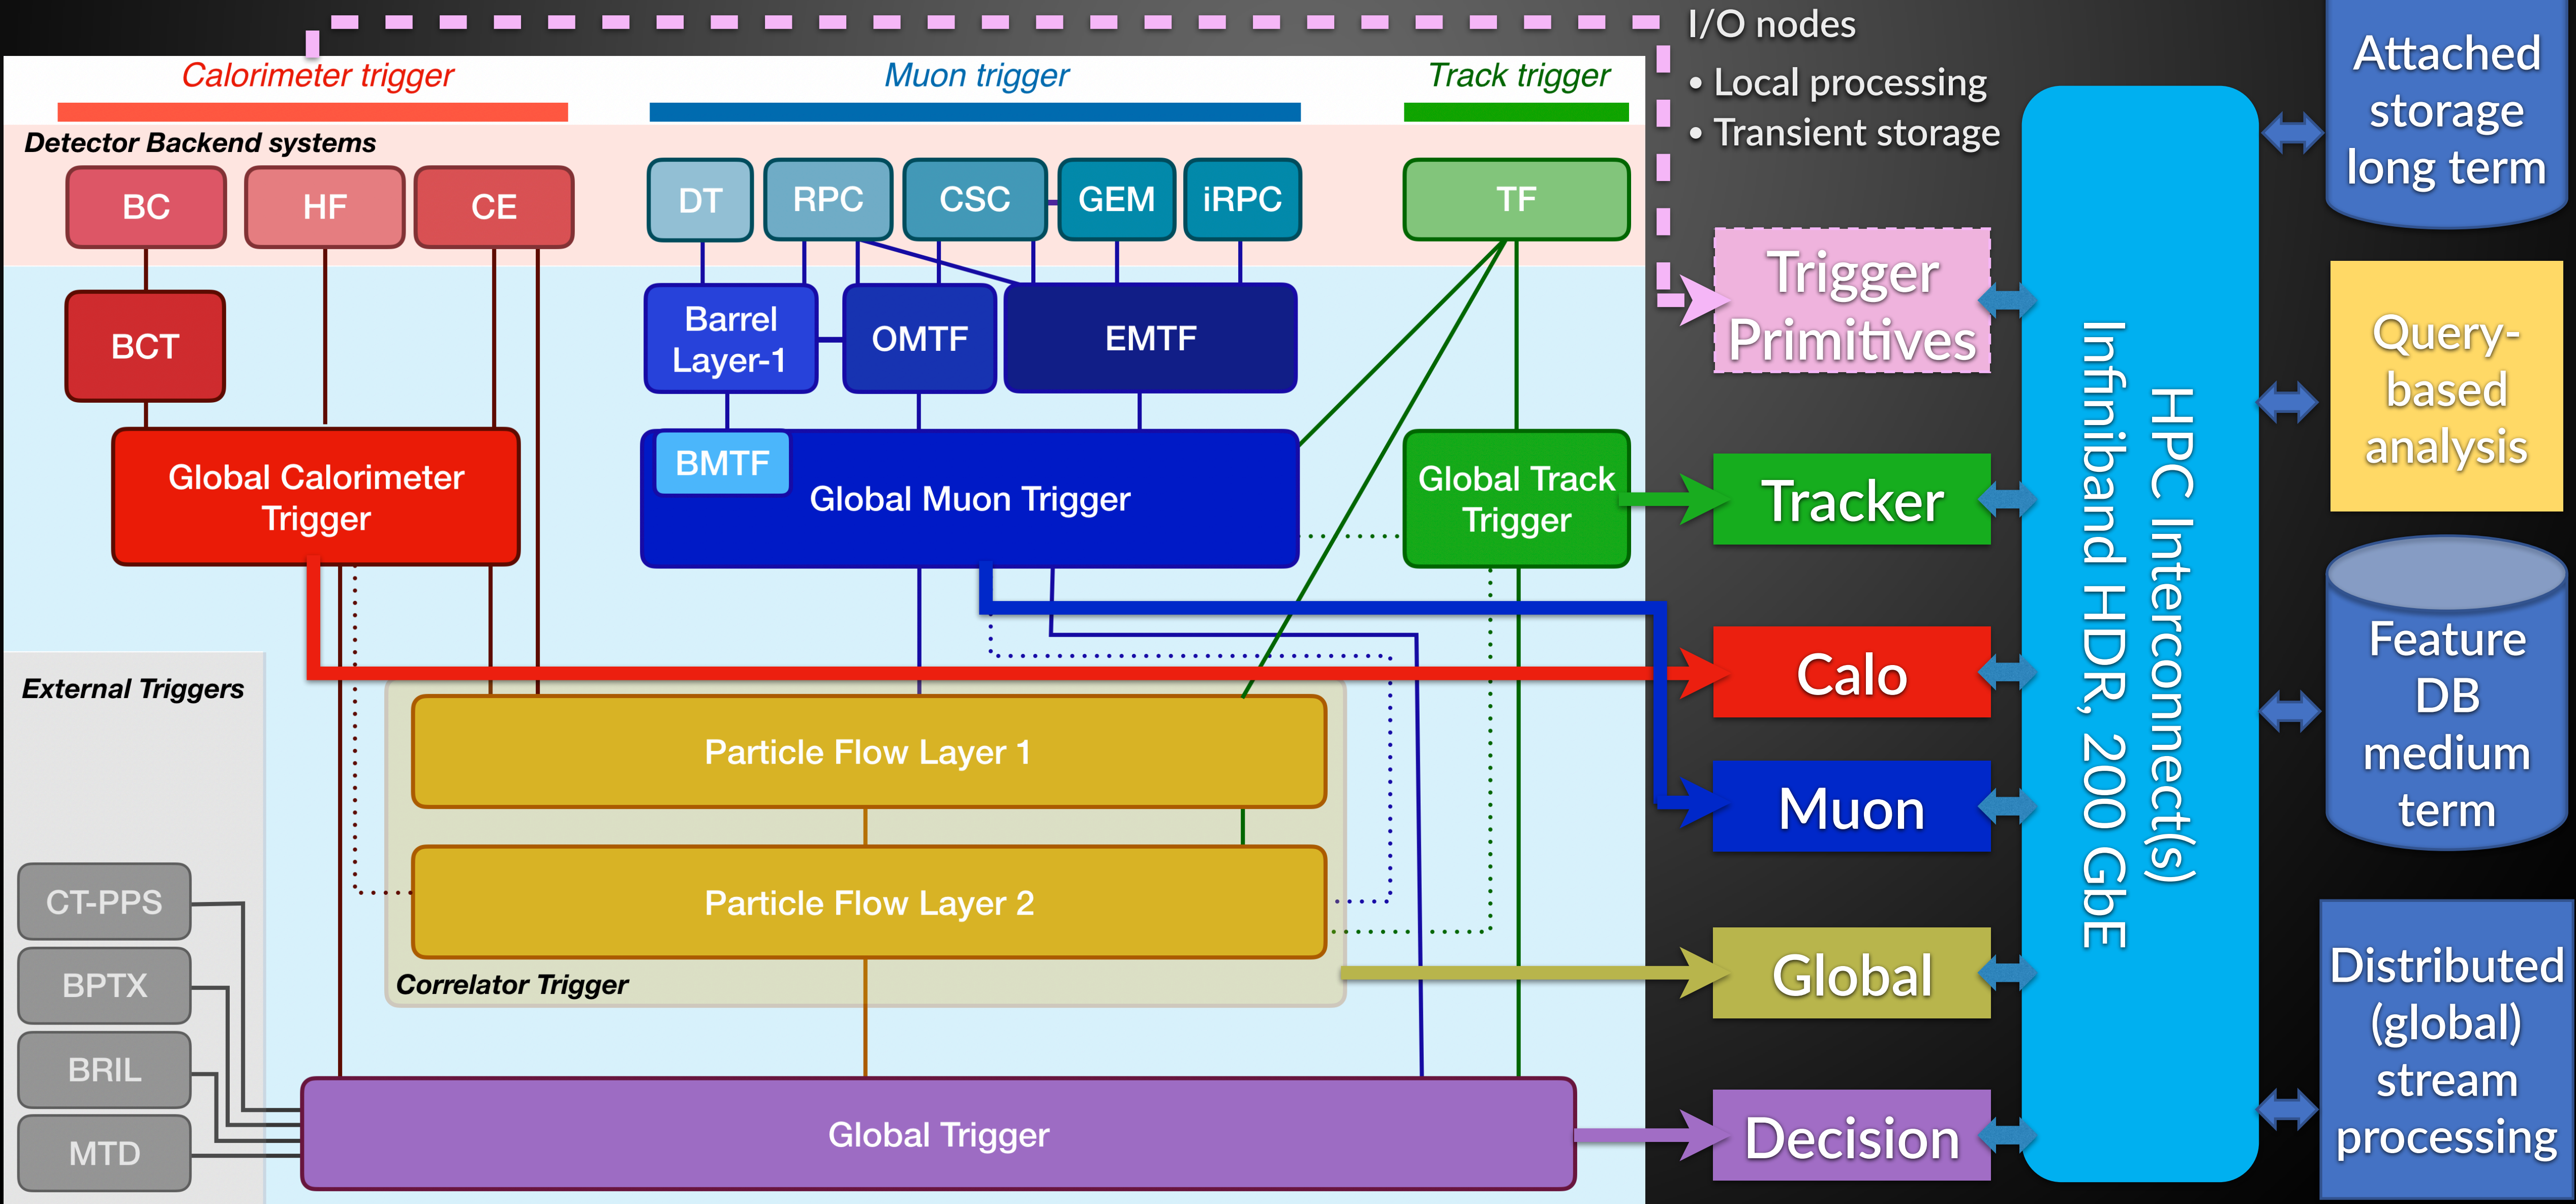 I/O nodes
• Local processing
• Transient storage
Calorimeter trigger
Muon trigger
Track trigger
Detector Backend systems
BC
HF
CE
DT
RPC
CSC
GEM
iRPC
TF
BCT
Barrel
Layer-1
OMTF
EMTF
Global Calorimeter
Trigger
BMTF
Global Muon Trigger
Global Track
Trigger
External Triggers
Particle Flow Layer 1
Particle Flow Layer 2
Correlator Trigger
CT-PPS
BPTX
BRIL
MTD
Global Trigger
Trigger
Primitives
Tracker
Calo
Muon
Global
Decision
HPC Interconnect(s)
Infiniband HDR, 200 GbE
Attached
storage
long term
Query-
based
analysis
Feature
DB
medium
term
Distributed
(global)
stream
processing